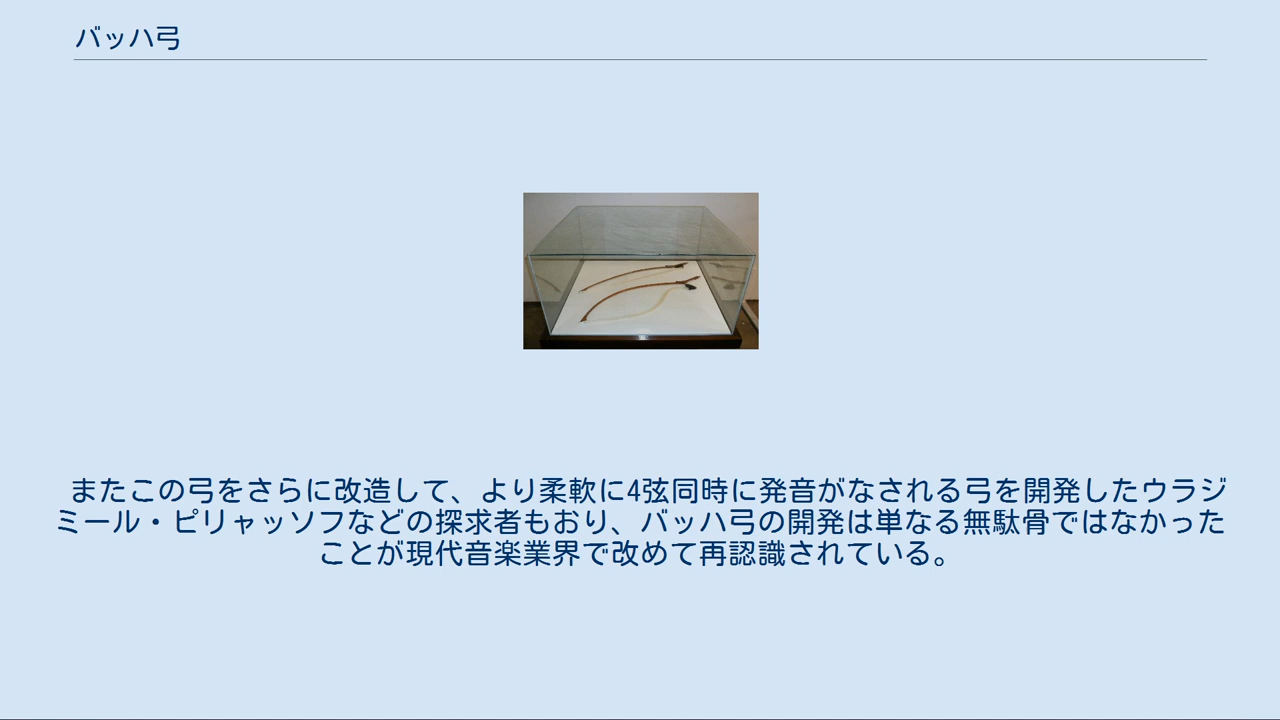 バッハ弓
またこの弓をさらに改造して、より柔軟に4弦同時に発音がなされる弓を開発したウラジ
ミール・ピリャッソフなどの探求者もおり、バッハ弓の開発は単なる無駄骨ではなかった
ことが現代音楽業界で改めて再認識されている。